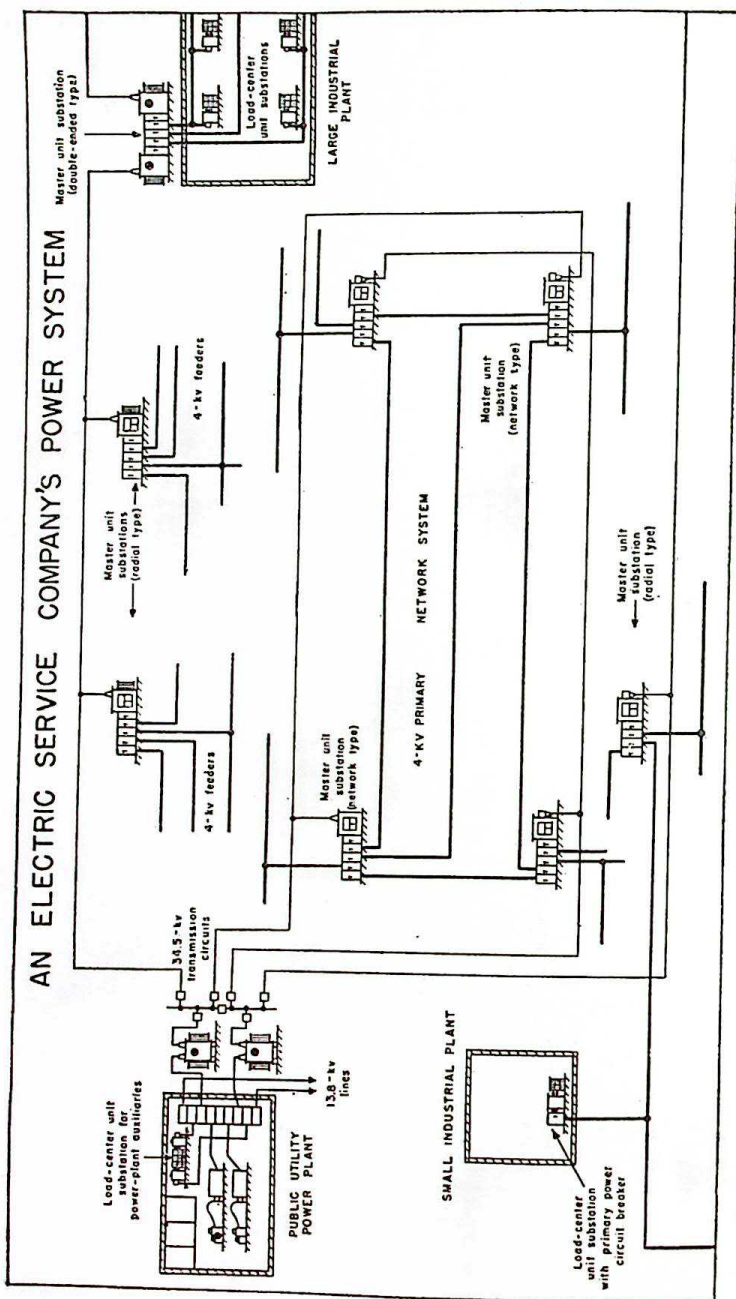 AN ELECTRIC SERVICE COMPANY'S POWER SYSTEM
Load-center unit
substation for
power-plant auxiliaries
PUBLIC UTILITY
POWER PLANT
13.8-kv
lines
34.5-kv
transmission
circuits
4-kv feeders
Master unit
substations
(radial type)
4-kv feeders
Master unit substation
(double-ended type)
Load-center
unit substations
LARGE INDUSTRIAL
PLANT
Master unit
substation
(network type)
4-KV PRIMARY NETWORK SYSTEM
Master unit
substation
(network type)
Master unit
substation
(radial type)
SMALL INDUSTRIAL PLANT
Load-center
unit substation
with primary power
circuit breaker